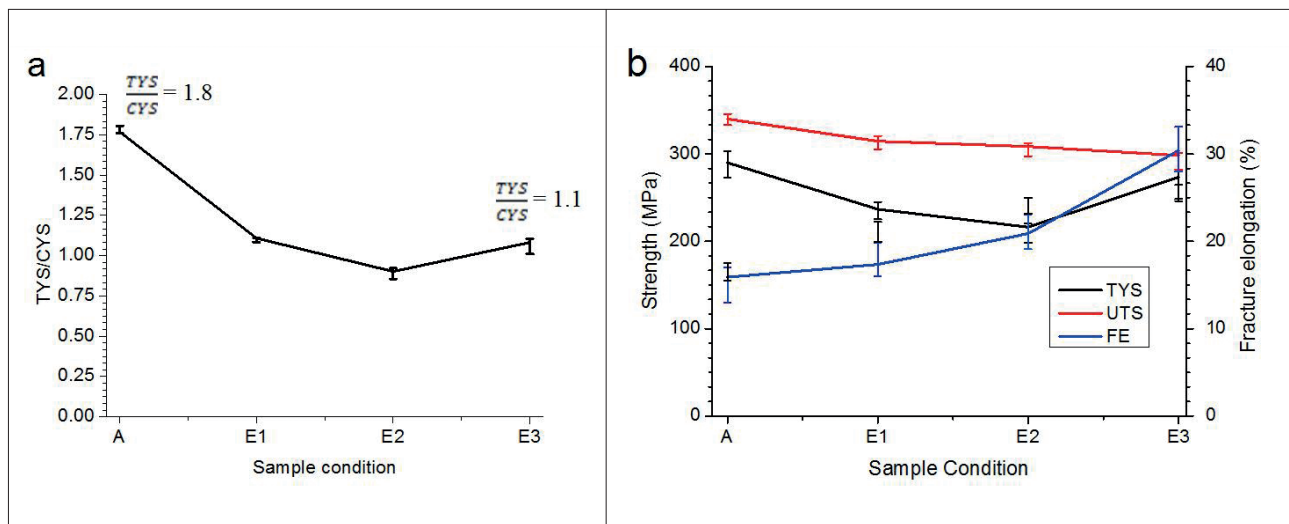 a
TYS/CYS = 1.8
TYS/CYS = 1.1
2.00
1.75
1.50
1.25
1.00
0.75
0.50
0.25
0.00
TYS/CYS
A E1 E2 E3
Sample condition
b
400
300
200
100
0
Strength (MPa)
40
30
20
10
0
Fracture elongation (%)
TYS
UTS
FE
A E1 E2 E3
Sample Condition